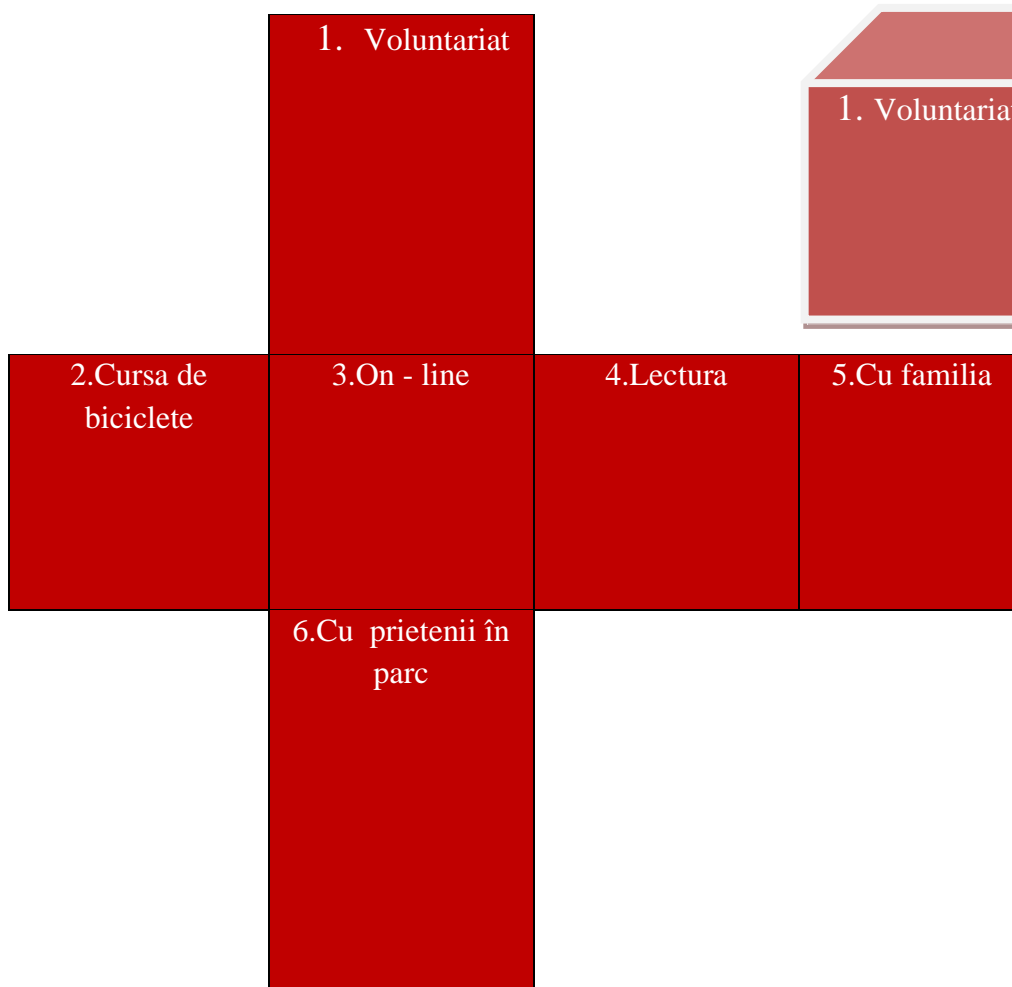 1. Voluntariat
1. Voluntariat
2.Cursa de
biciclete
3.On - line
4.Lectura
5.Cu familia
6.Cu prietenii în
parc